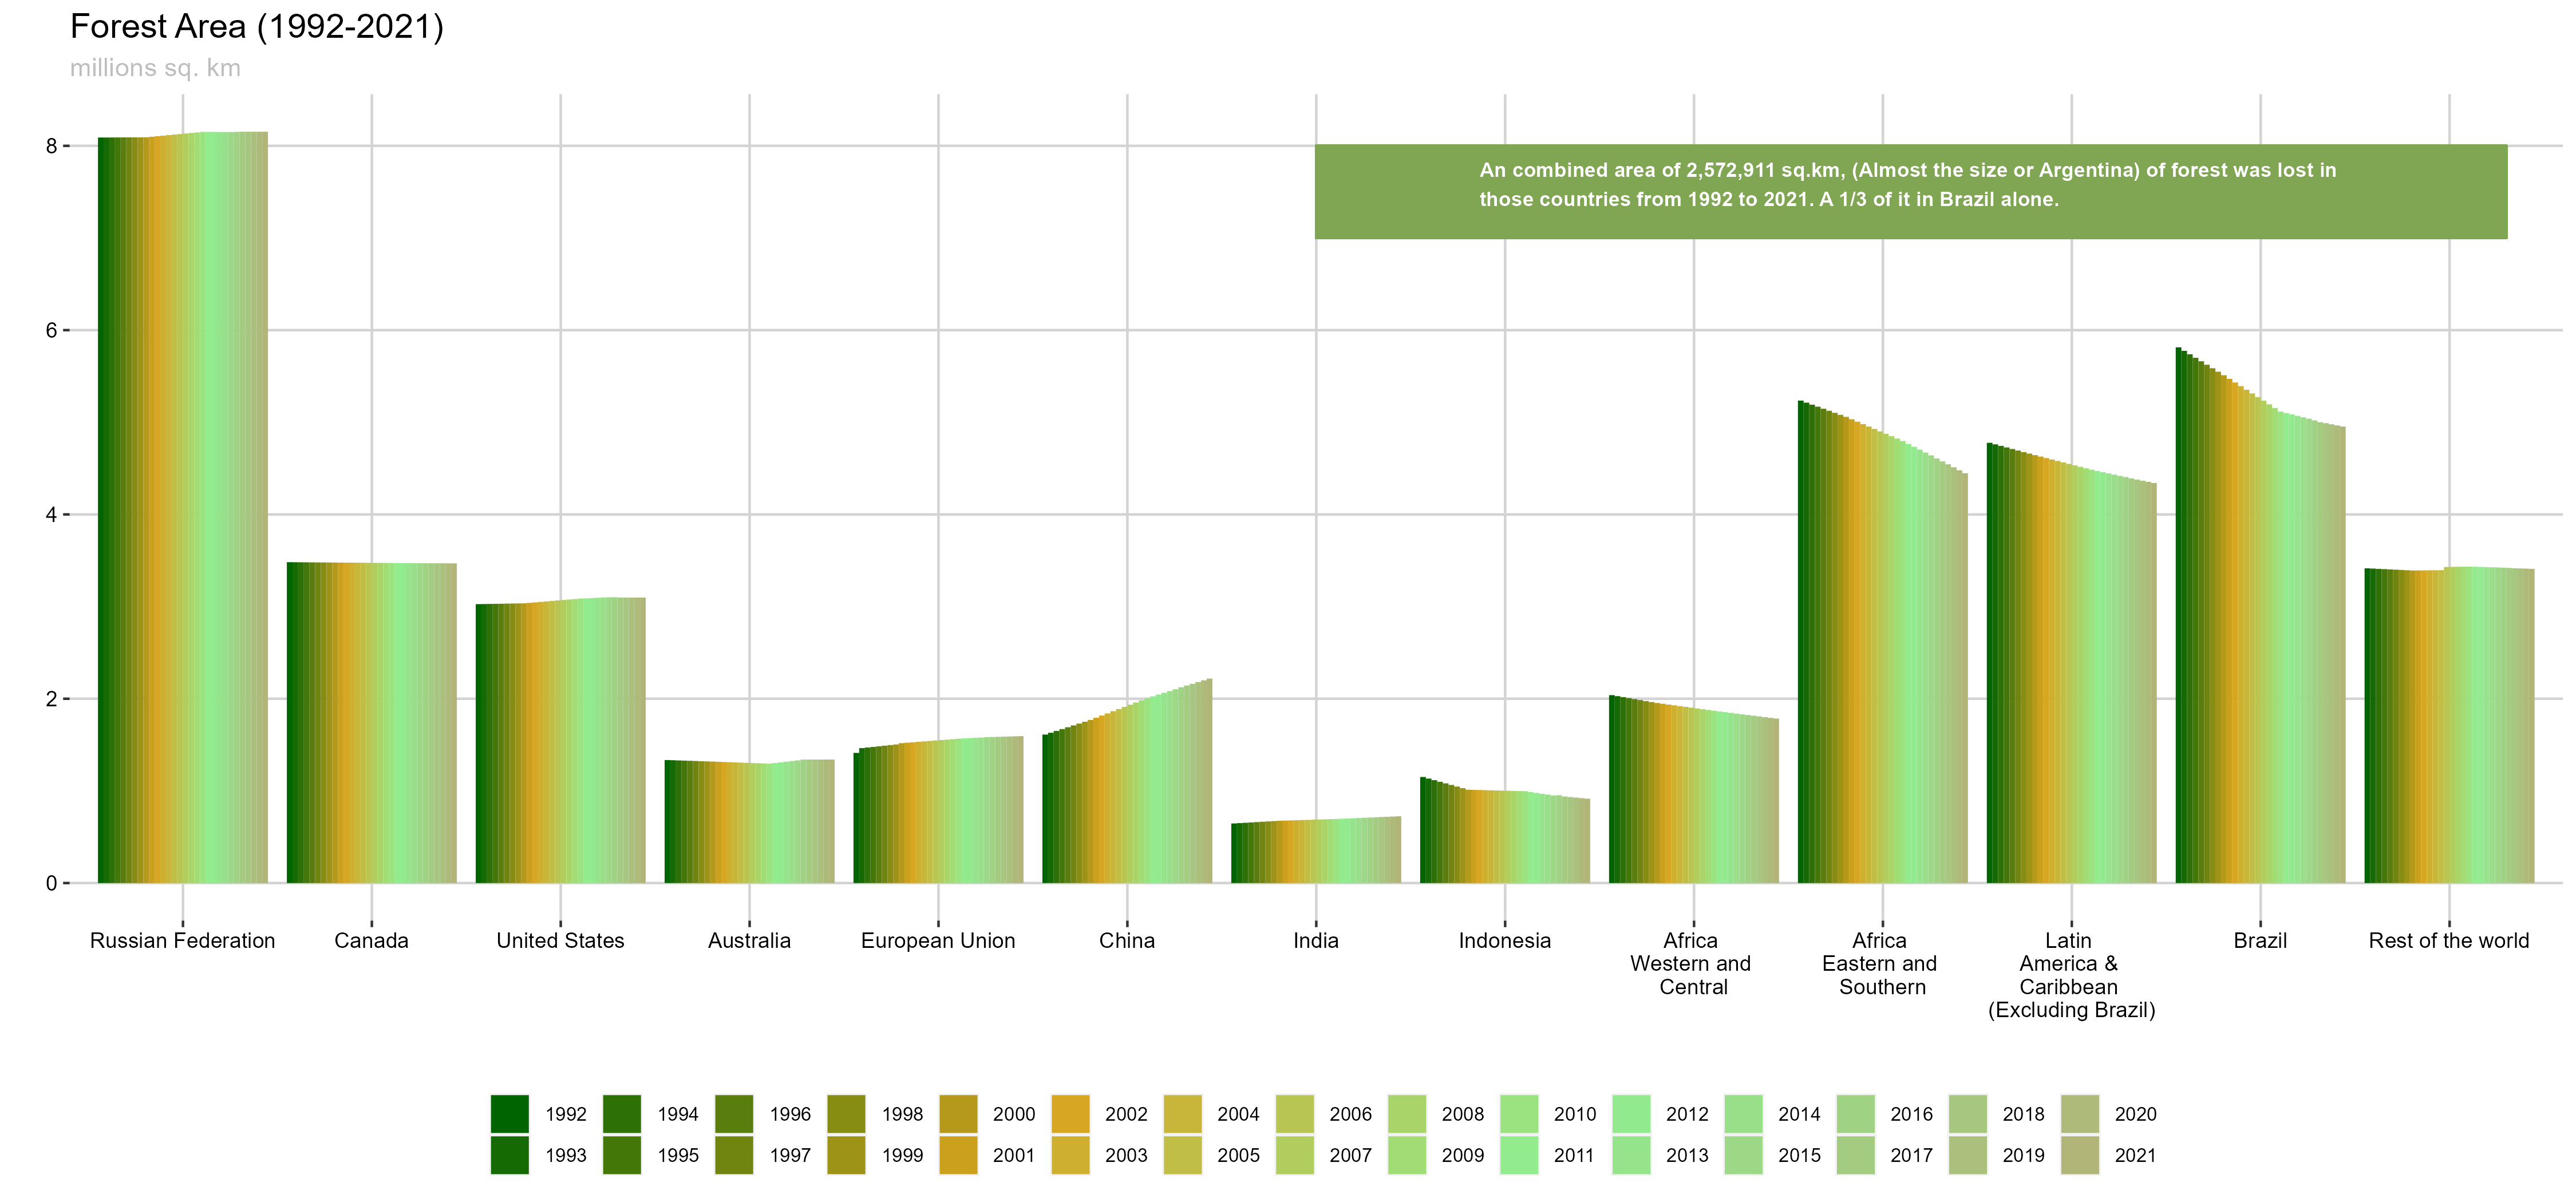 Forest Area (1992-2021)
millions sq. km
8
6
4
2
0
An combined area of 2,572,911 sq.km, (Almost the size or Argentina) of forest was lost in
those countries from 1992 to 2021. A 1/3 of it in Brazil alone.
Russian Federation
Canada
United States
Australia
European Union
China
India
Indonesia
Africa
Western and
Central
Africa
Eastern and
Southern
Latin
America &
Caribbean
(Excluding Brazil)
Brazil
Rest of the world
1992 1994 1996 1998 2000 2002 2004 2006 2008 2010 2012 2014 2016 2018 2020
1993 1995 1997 1999 2001 2003 2005 2007 2009 2011 2013 2015 2017 2019 2021